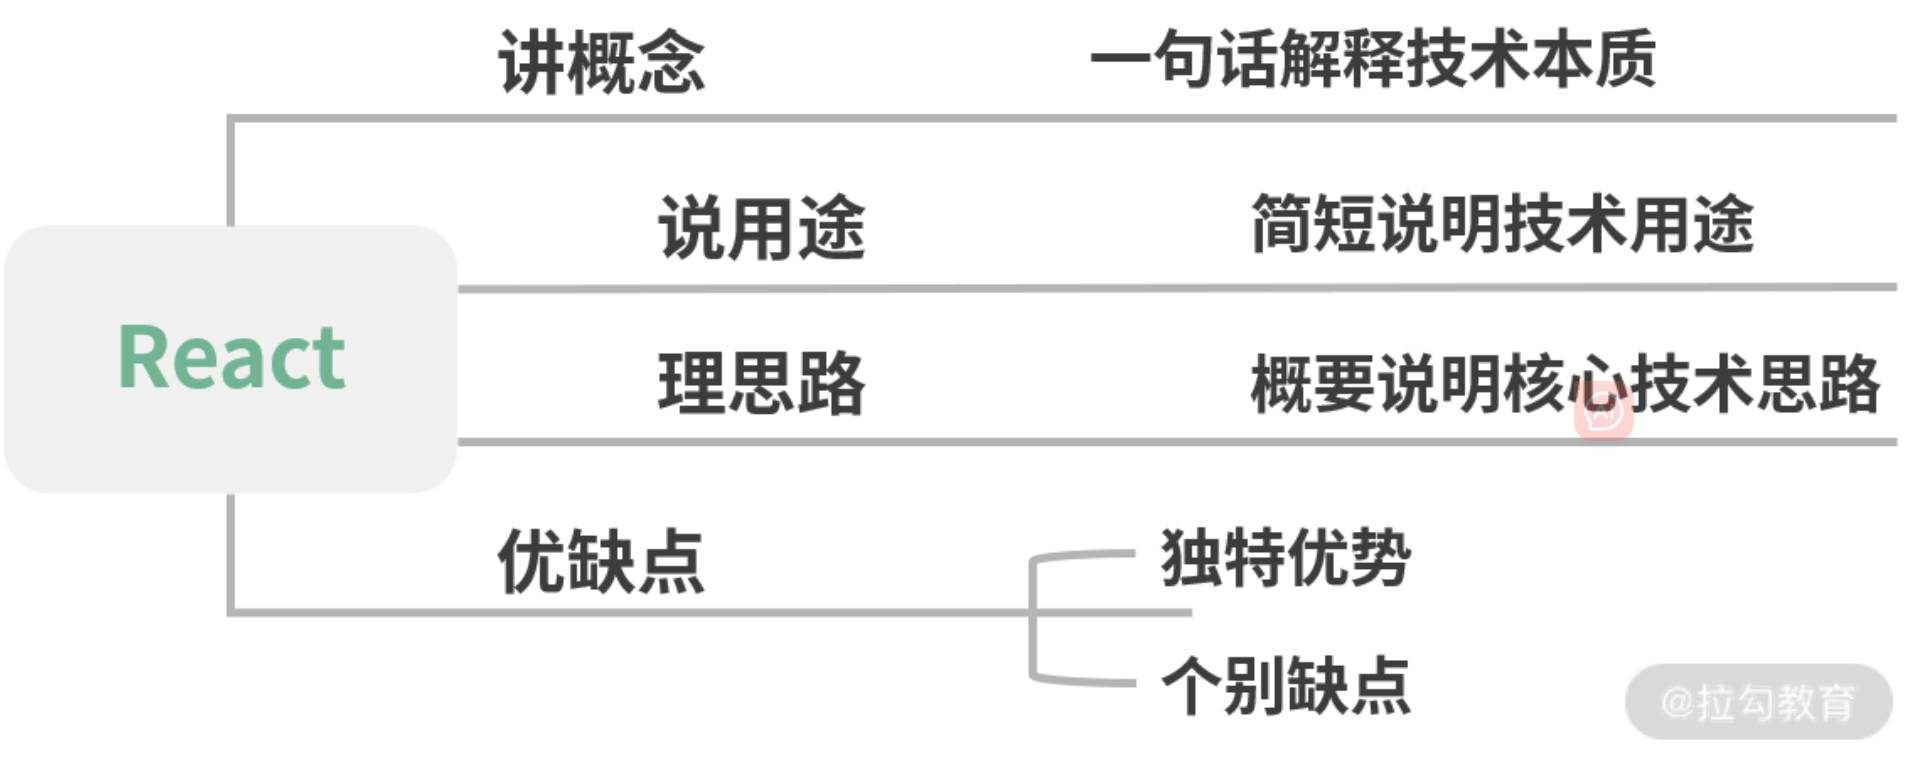 讲概念 一句话解释技术本质
说用途 简短说明技术用途
React
理思路 概要说明核心技术思路
优缺点
独特优势
个别缺点
AI
@拉勾教育